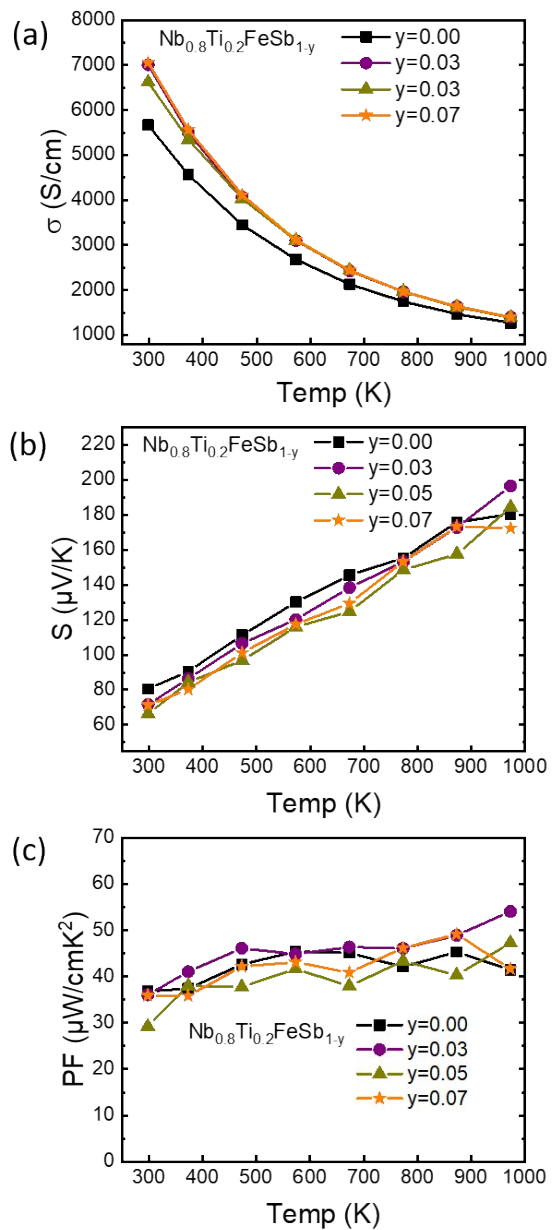 (a)
Nb0.8Ti0.2FeSb1-y
y=0.00
y=0.03
y=0.03
y=0.07
7000
6000
5000
4000
3000
2000
1000
σ (S/cm)
300 400 500 600 700 800 900 1000
Temp (K)
(b)
Nb0.8Ti0.2FeSb1-y
y=0.00
y=0.03
y=0.05
y=0.07
220
200
180
160
140
120
100
80
60
S (µV/K)
300 400 500 600 700 800 900 1000
Temp (K)
(c)
70
60
50
40
30
20
10
0
PF (µW/cmK²)
Nb0.8Ti0.2FeSb1-y
y=0.00
y=0.03
y=0.05
y=0.07
300 400 500 600 700 800 900 1000
Temp (K)